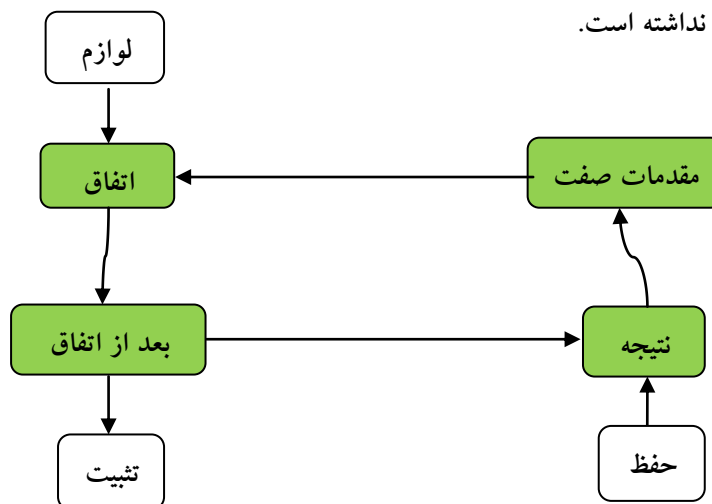 نداشته است.
لوازم
مقدمات صفت
اتفاق
نتیجه
بعد از اتفاق
حفظ
تثبیت